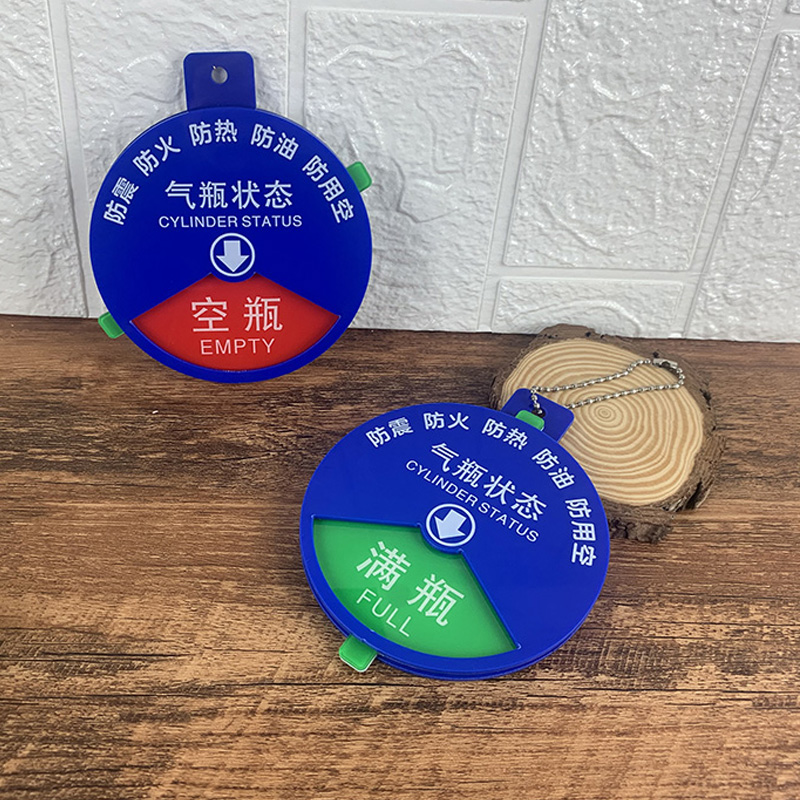 防震 防火 防热 防油 防用空
气瓶状态
CYLINDER STATUS
空瓶
EMPTY
防震 防火 防热 防油 防用空
气瓶状态
CYLINDER STATUS
满瓶
FULL